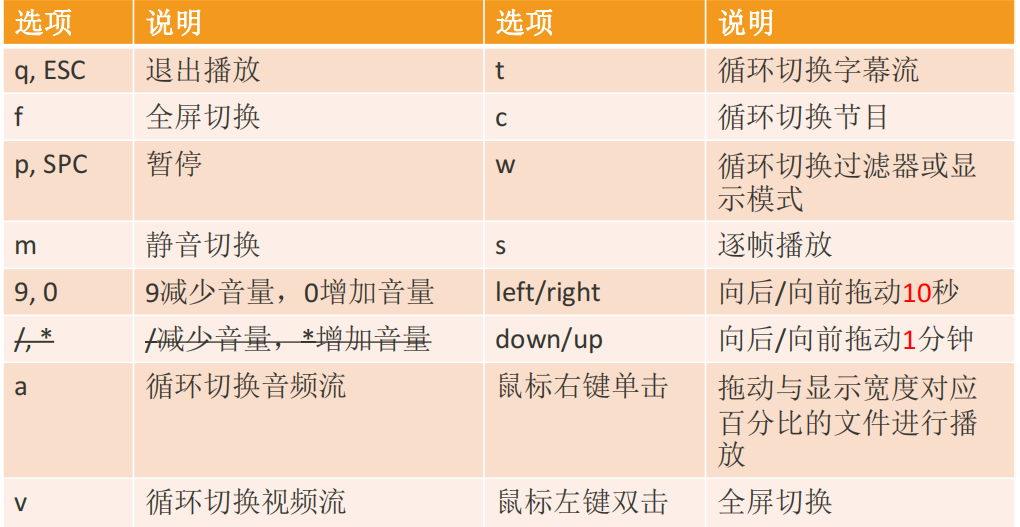 选项 说明 选项 说明
q, ESC 退出播放 t 循环切换字幕流
f 全屏切换 c 循环切换节目
p, SPC 暂停 w 循环切换过滤器或显
示模式
m 静音切换 s 逐帧播放
9, 0 9减少音量，0增加音量 left/right 向后/向前拖动10秒
/, * /减少音量，*增加音量 down/up 向后/向前拖动1分钟
a 循环切换音频流 鼠标右键单击 拖动与显示宽度对应
百分比的文件进行播
放
v 循环切换视频流 鼠标左键双击 全屏切换